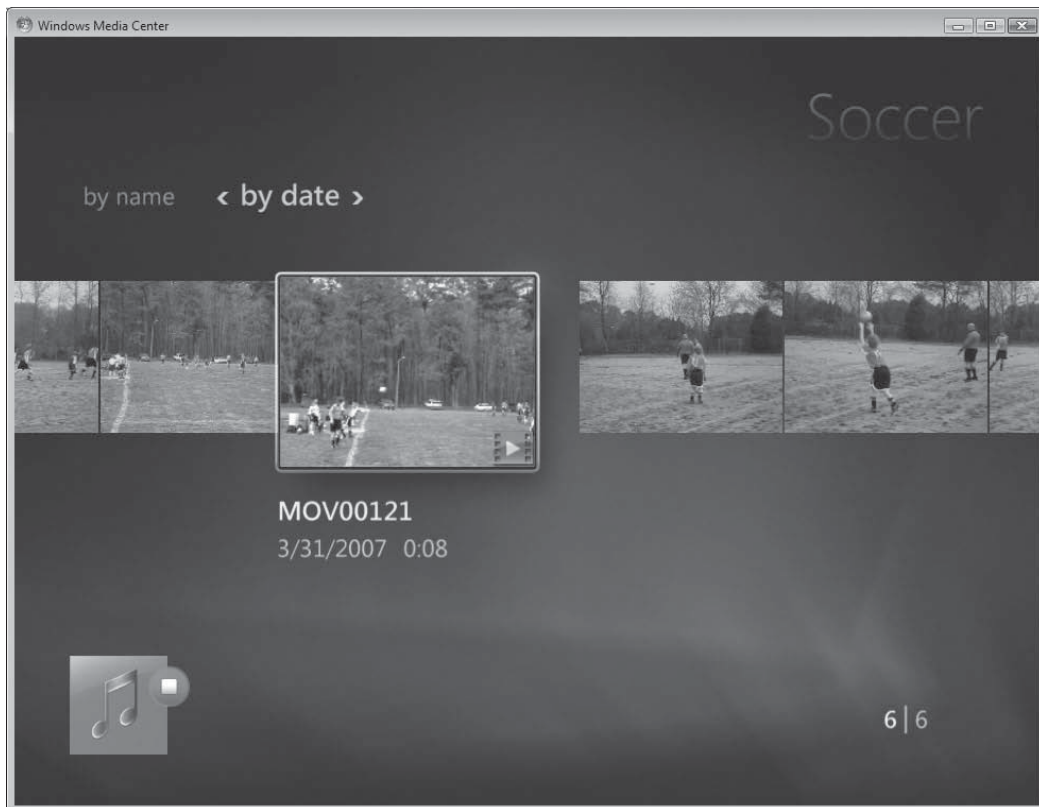 Windows Media Center
Soccer
by name < by date >
MOV00121
3/31/2007 0:08
6 | 6